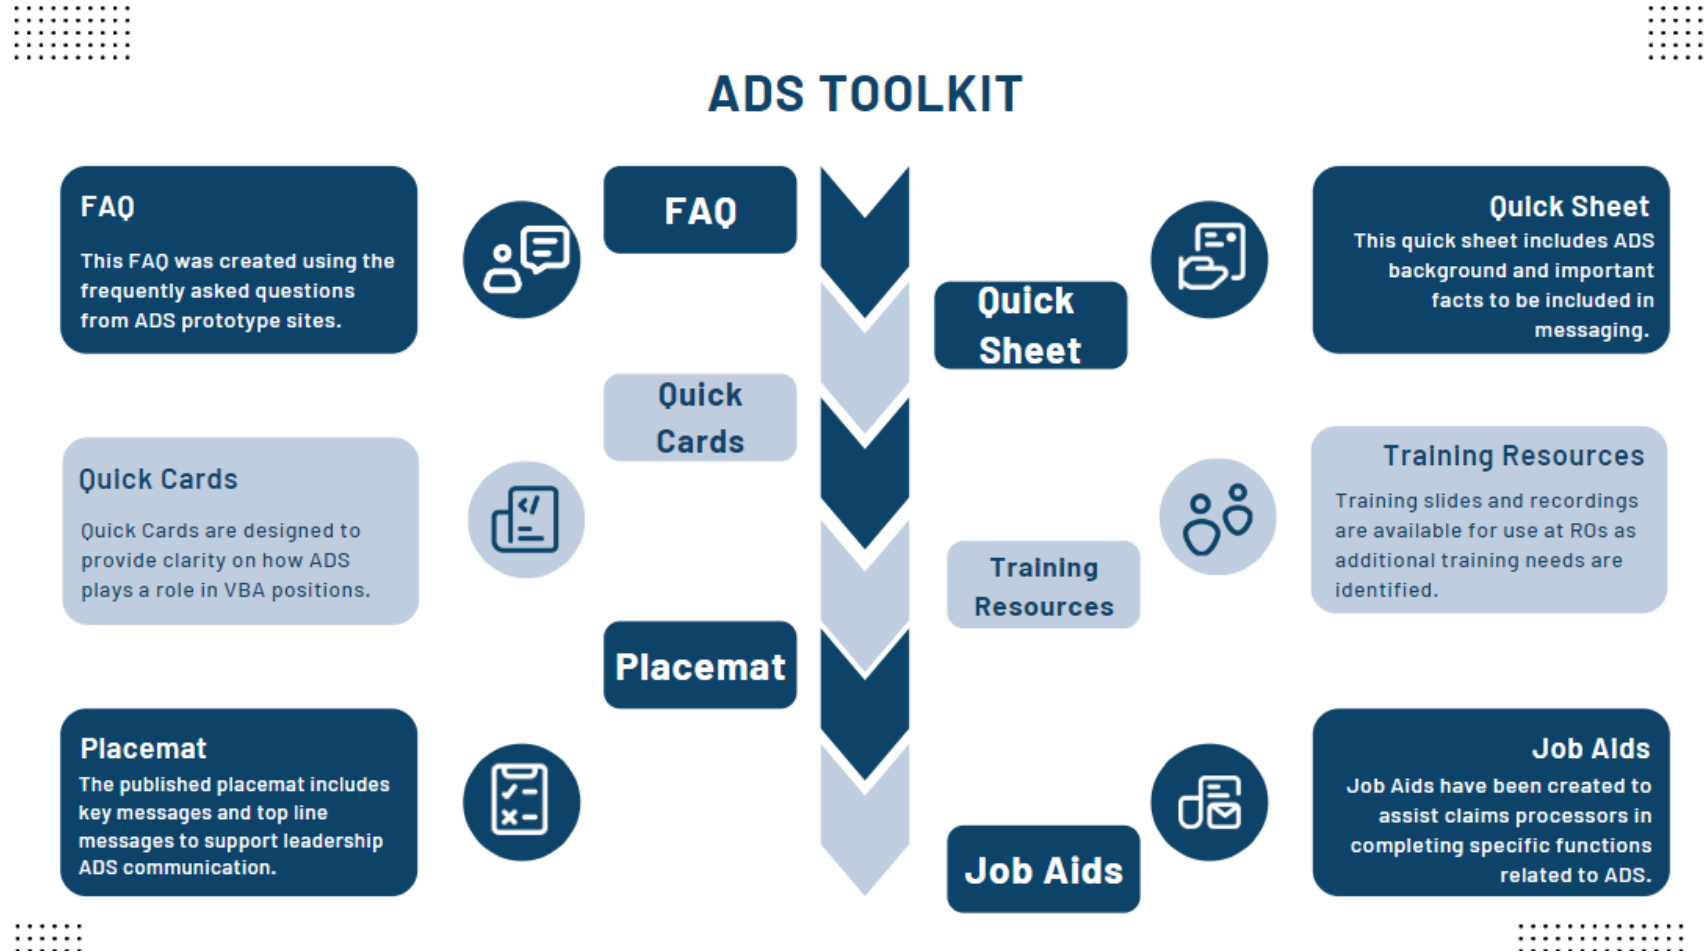 ADS TOOLKIT
FAQ
This FAQ was created using the
frequently asked questions
from ADS prototype sites.
FAQ
Quick Sheet
This quick sheet includes ADS
background and important
facts to be included in
messaging.
Quick
Sheet
Quick
Cards
Quick Cards
Quick Cards are designed to
provide clarity on how ADS
plays a role in VBA positions.
Training Resources
Training slides and recordings
are available for use at ROs as
additional training needs are
identified.
Training
Resources
Placemat
Placemat
The published placemat includes
key messages and top line
messages to support leadership
ADS communication.
Job Aids
Job Aids have been created to
assist claims processors in
completing specific functions
related to ADS.
Job Aids